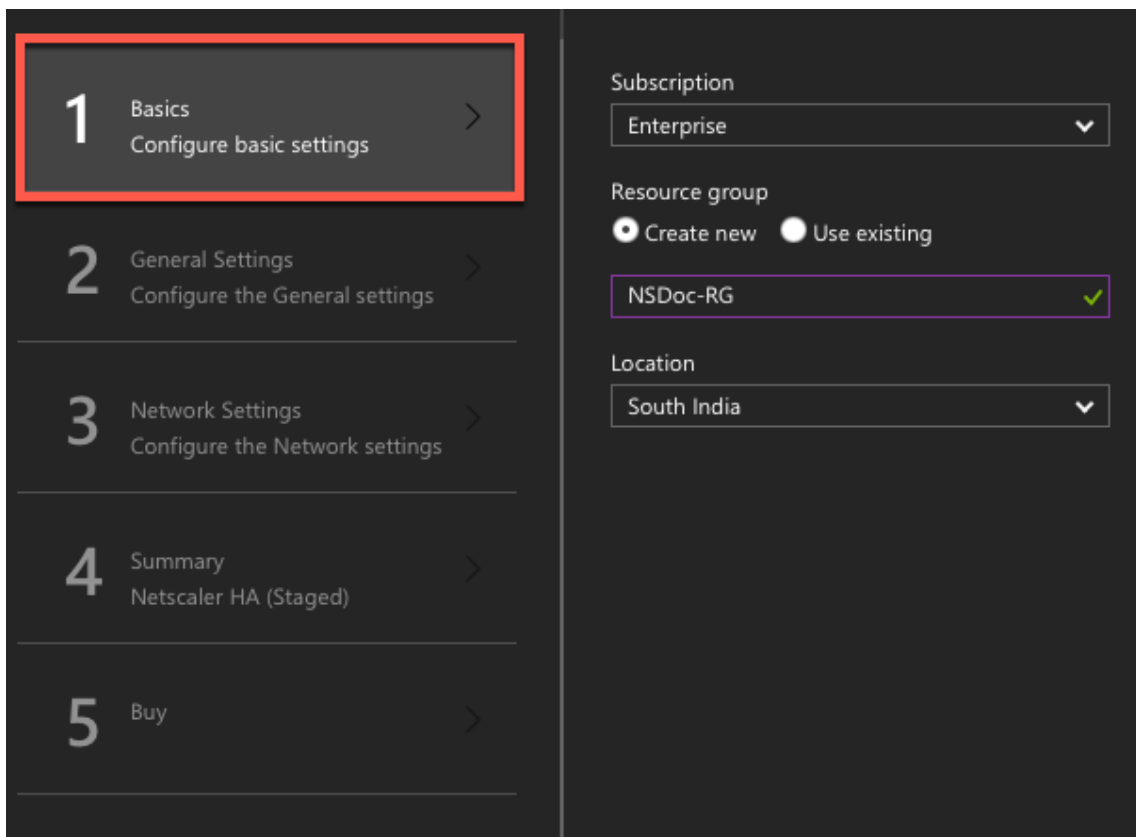 1
Basics
Configure basic settings
2
General Settings
Configure the General settings
3
Network Settings
Configure the Network settings
4
Summary
Netscaler HA (Staged)
5
Buy
Subscription
Enterprise
Resource group
Create new Use existing
NSDoc-RG
Location
South India